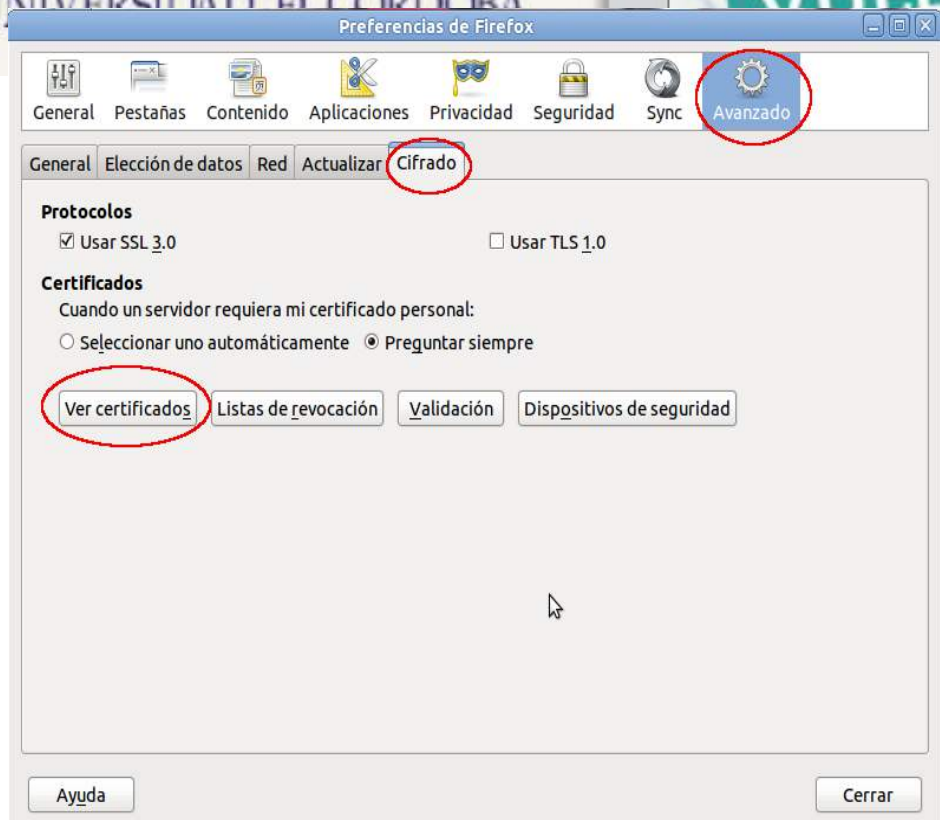 Preferencias de Firefox
General Pestañas Contenido Aplicaciones Privacidad Seguridad Sync Avanzado
General Elección de datos Red Actualizar Cifrado
Protocolos
Usar SSL 3.0 Usar TLS 1.0
Certificados
Cuando un servidor requiera mi certificado personal:
Seleccionar uno automáticamente Preguntar siempre
Ver certificados Listas de revocación Validación Dispositivos de seguridad
Ayuda Cerrar